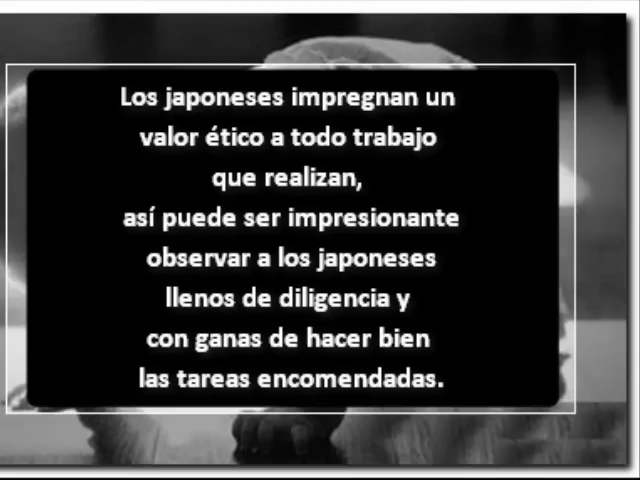 Los japoneses impregnan un
valor ético a todo trabajo
que realizan,
así puede ser impresionante
observar a los japoneses
llenos de diligencia y
con ganas de hacer bien
las tareas encomendadas.